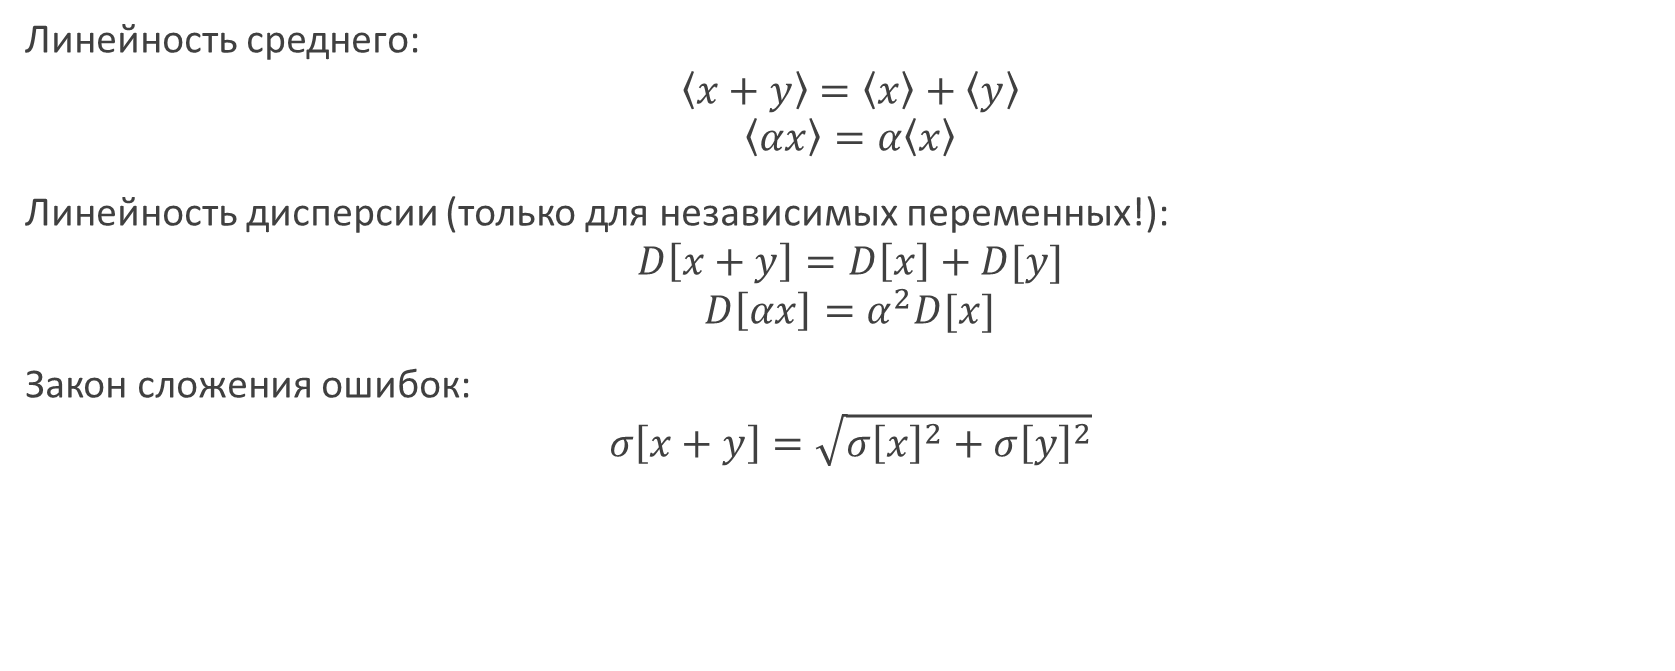 Линейность среднего:
⟨x + y⟩ = ⟨x⟩ + ⟨y⟩
⟨αx⟩ = α⟨x⟩
Линейность дисперсии (только для независимых переменных!):
D[x + y] = D[x] + D[y]
D[αx] = α²D[x]
Закон сложения ошибок:
σ[x + y] = √(σ[x]² + σ[y]²)